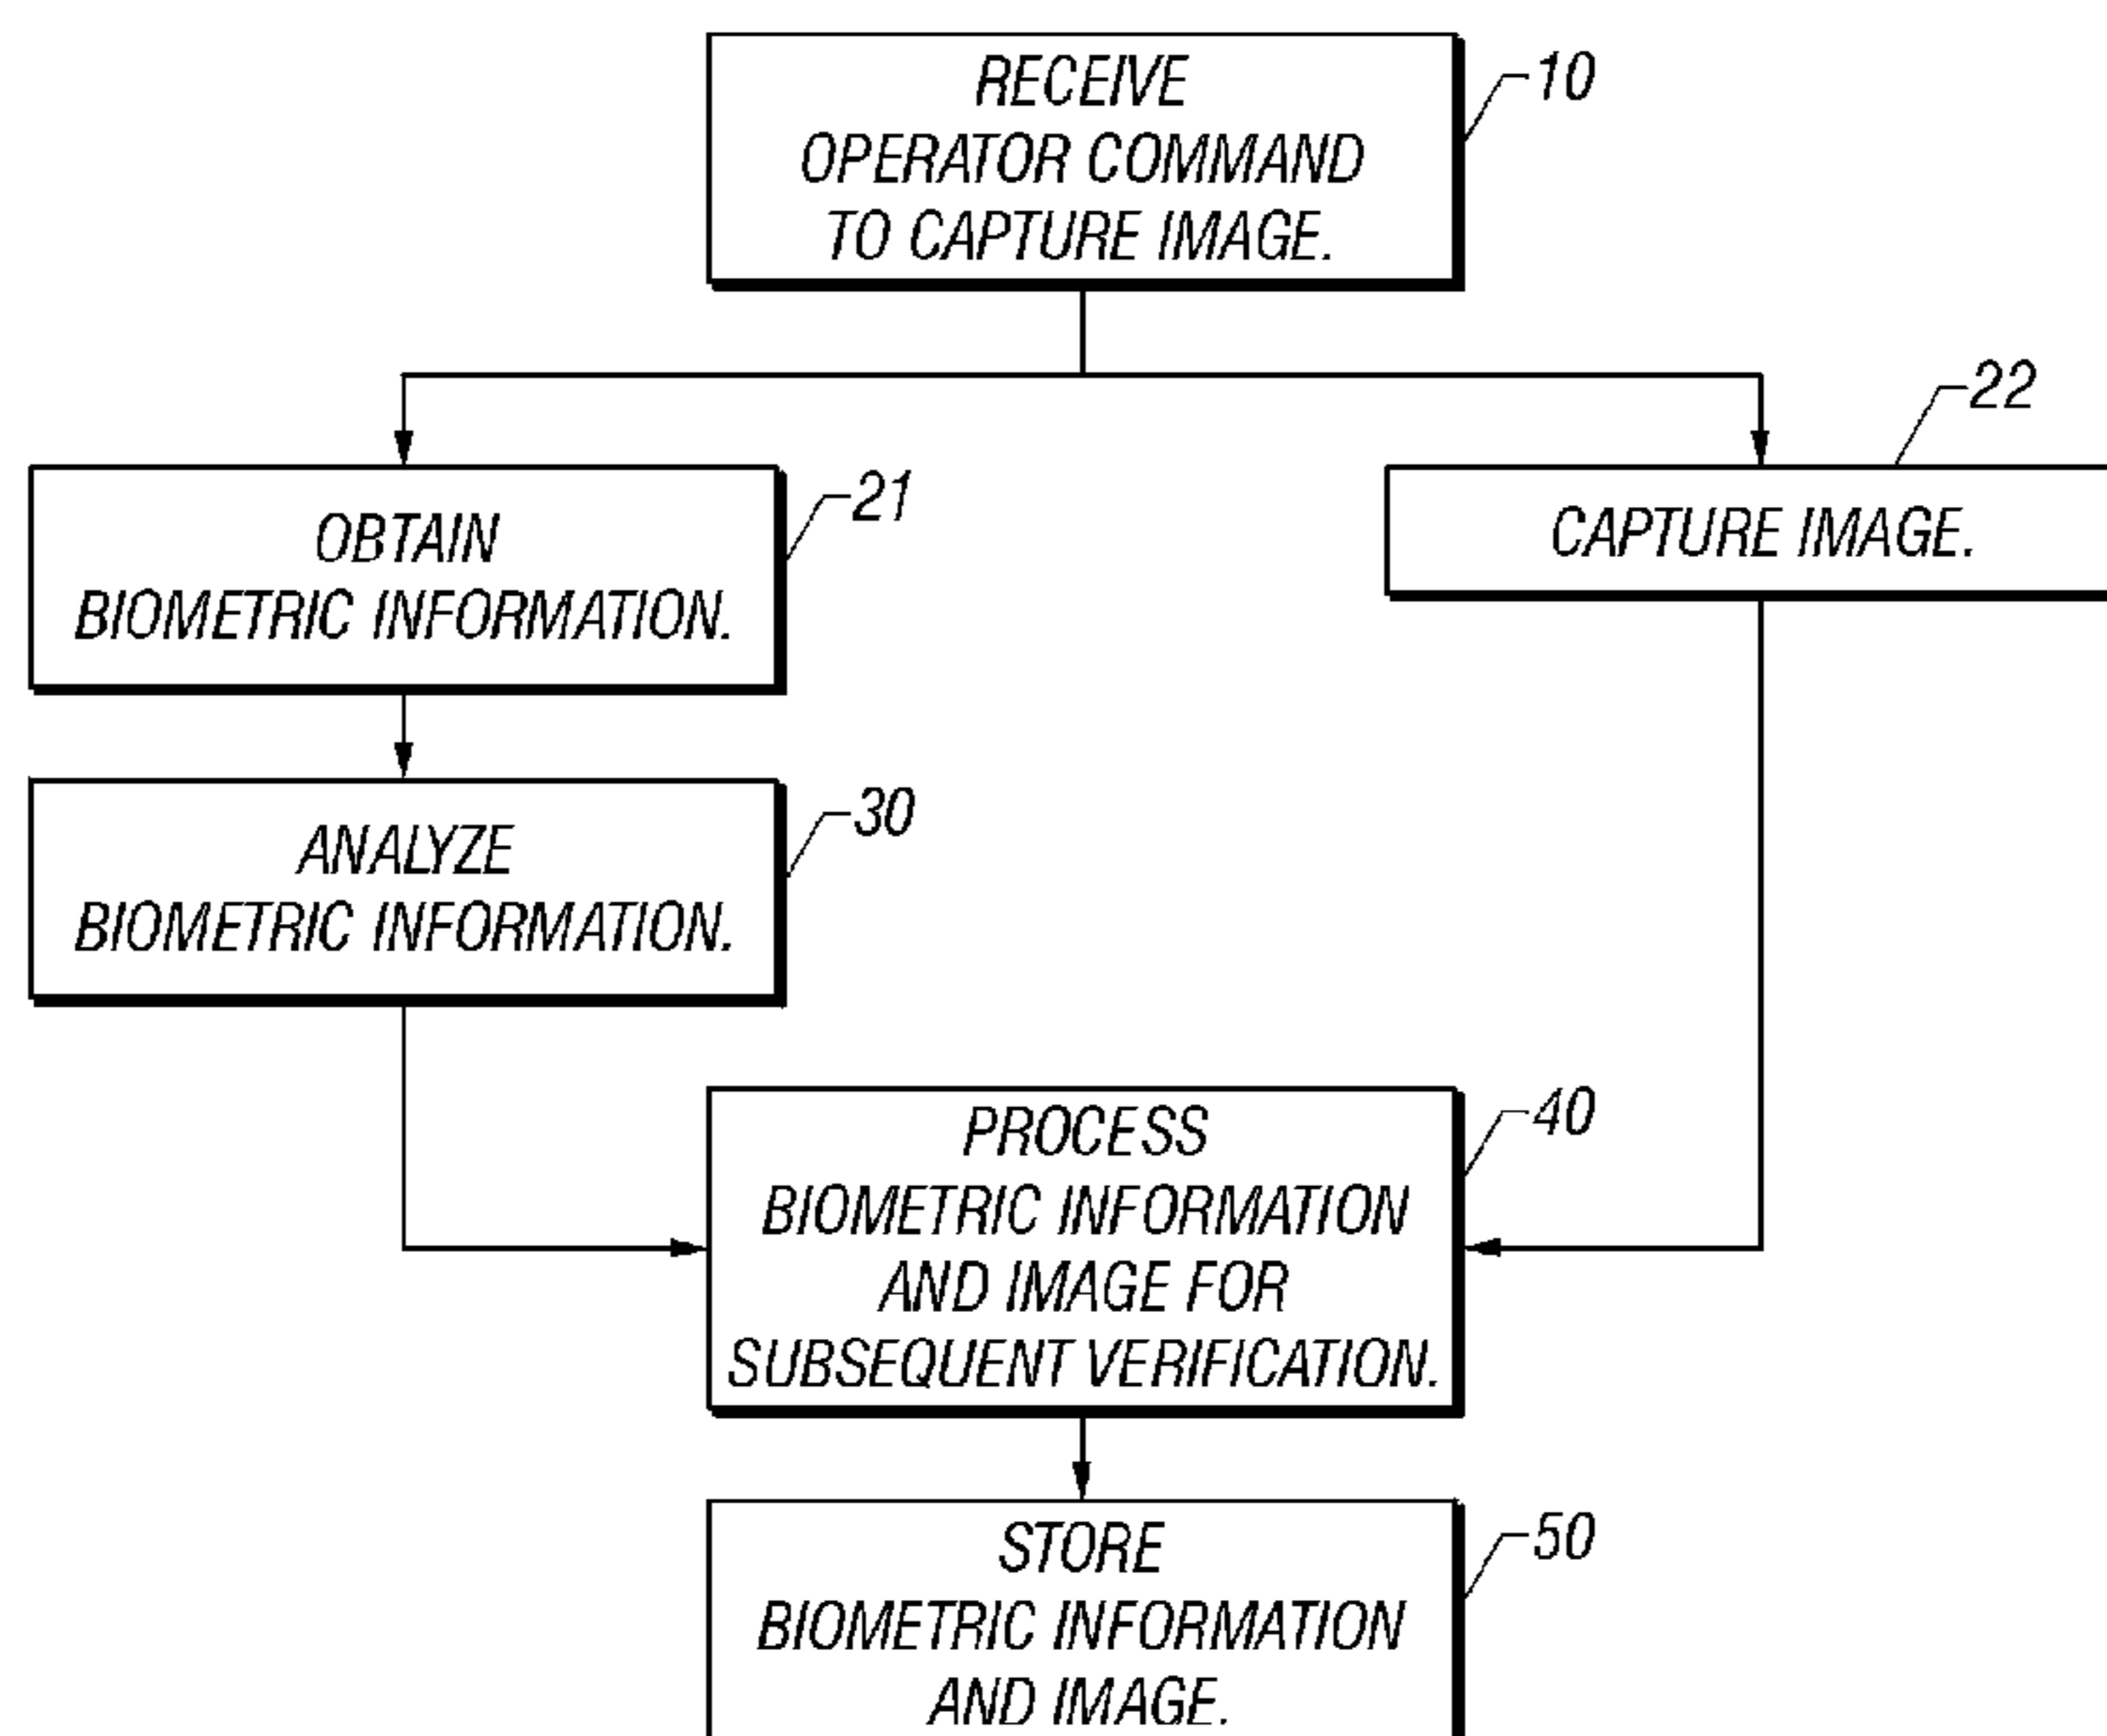 RECEIVE
OPERATOR COMMAND
TO CAPTURE IMAGE.
10
22
21
OBTAIN
BIOMETRIC INFORMATION.
CAPTURE IMAGE.
30
ANALYZE
BIOMETRIC INFORMATION.
40
PROCESS
BIOMETRIC INFORMATION
AND IMAGE FOR
SUBSEQUENT VERIFICATION.
50
STORE
BIOMETRIC INFORMATION
AND IMAGE.